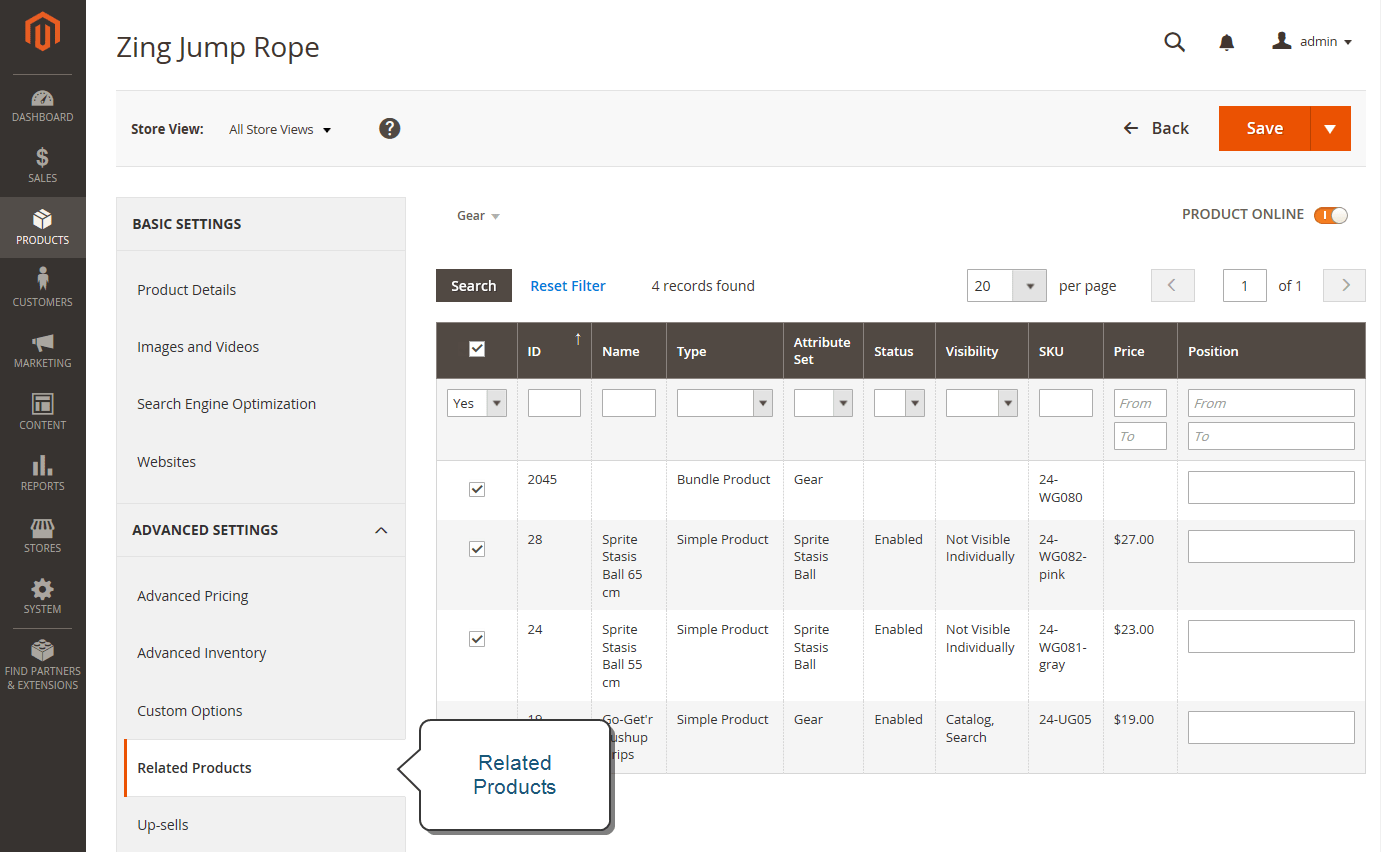 Zing Jump Rope
admin
DASHBOARD
SALES
PRODUCTS
CUSTOMERS
MARKETING
CONTENT
REPORTS
STORES
SYSTEM
FIND PARTNERS
& EXTENSIONS
Store View: All Store Views ?
Back
Save
BASIC SETTINGS
Product Details
Images and Videos
Search Engine Optimization
Websites
ADVANCED SETTINGS
Advanced Pricing
Advanced Inventory
Custom Options
Related Products
Up-sells
Gear
PRODUCT ONLINE
Search Reset Filter 4 records found 20 per page 1 of 1
ID Name Type Attribute Set Status Visibility SKU Price Position
Yes From From
To To
2045 Bundle Product Gear 24-
WG080
28 Sprite Simple Product Sprite Enabled Not Visible 24- $27.00
Stasis Stasis Individually WG082-
Ball 65 Ball pink
cm
24 Sprite Simple Product Sprite Enabled Not Visible 24- $23.00
Stasis Stasis Individually WG081-
Ball 55 Ball gray
cm
Go-Get'r Simple Product Gear Enabled Catalog, 24-UG05 $19.00
Search
Related
Products